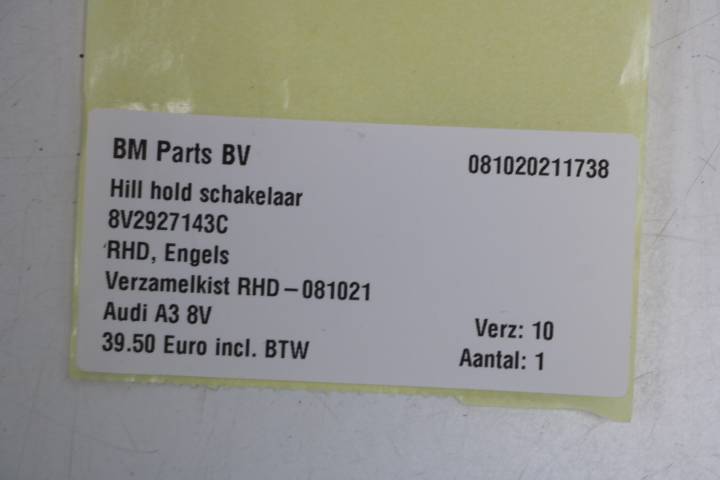 BM Parts BV
081020211738
Hill hold schakelaar
8V2927143C
RHD, Engels
Verzamelkist RHD-081021
Audi A3 8V
Verz: 10
39.50 Euro incl. BTW
Aantal: 1